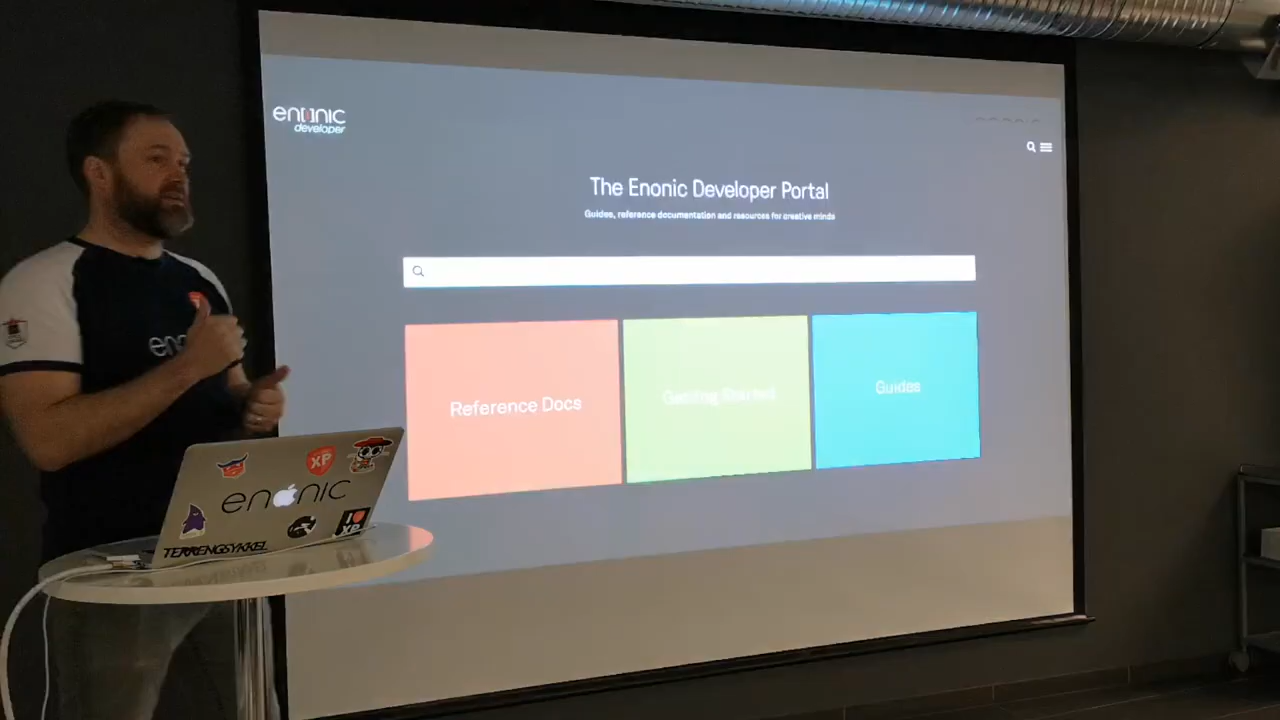 enonic
developer
The Enonic Developer Portal
Guides, reference documentation and resources for creative minds
Reference Docs
Getting Started
Guides
XP
enonic
I XP
TERRENGSYKKEL